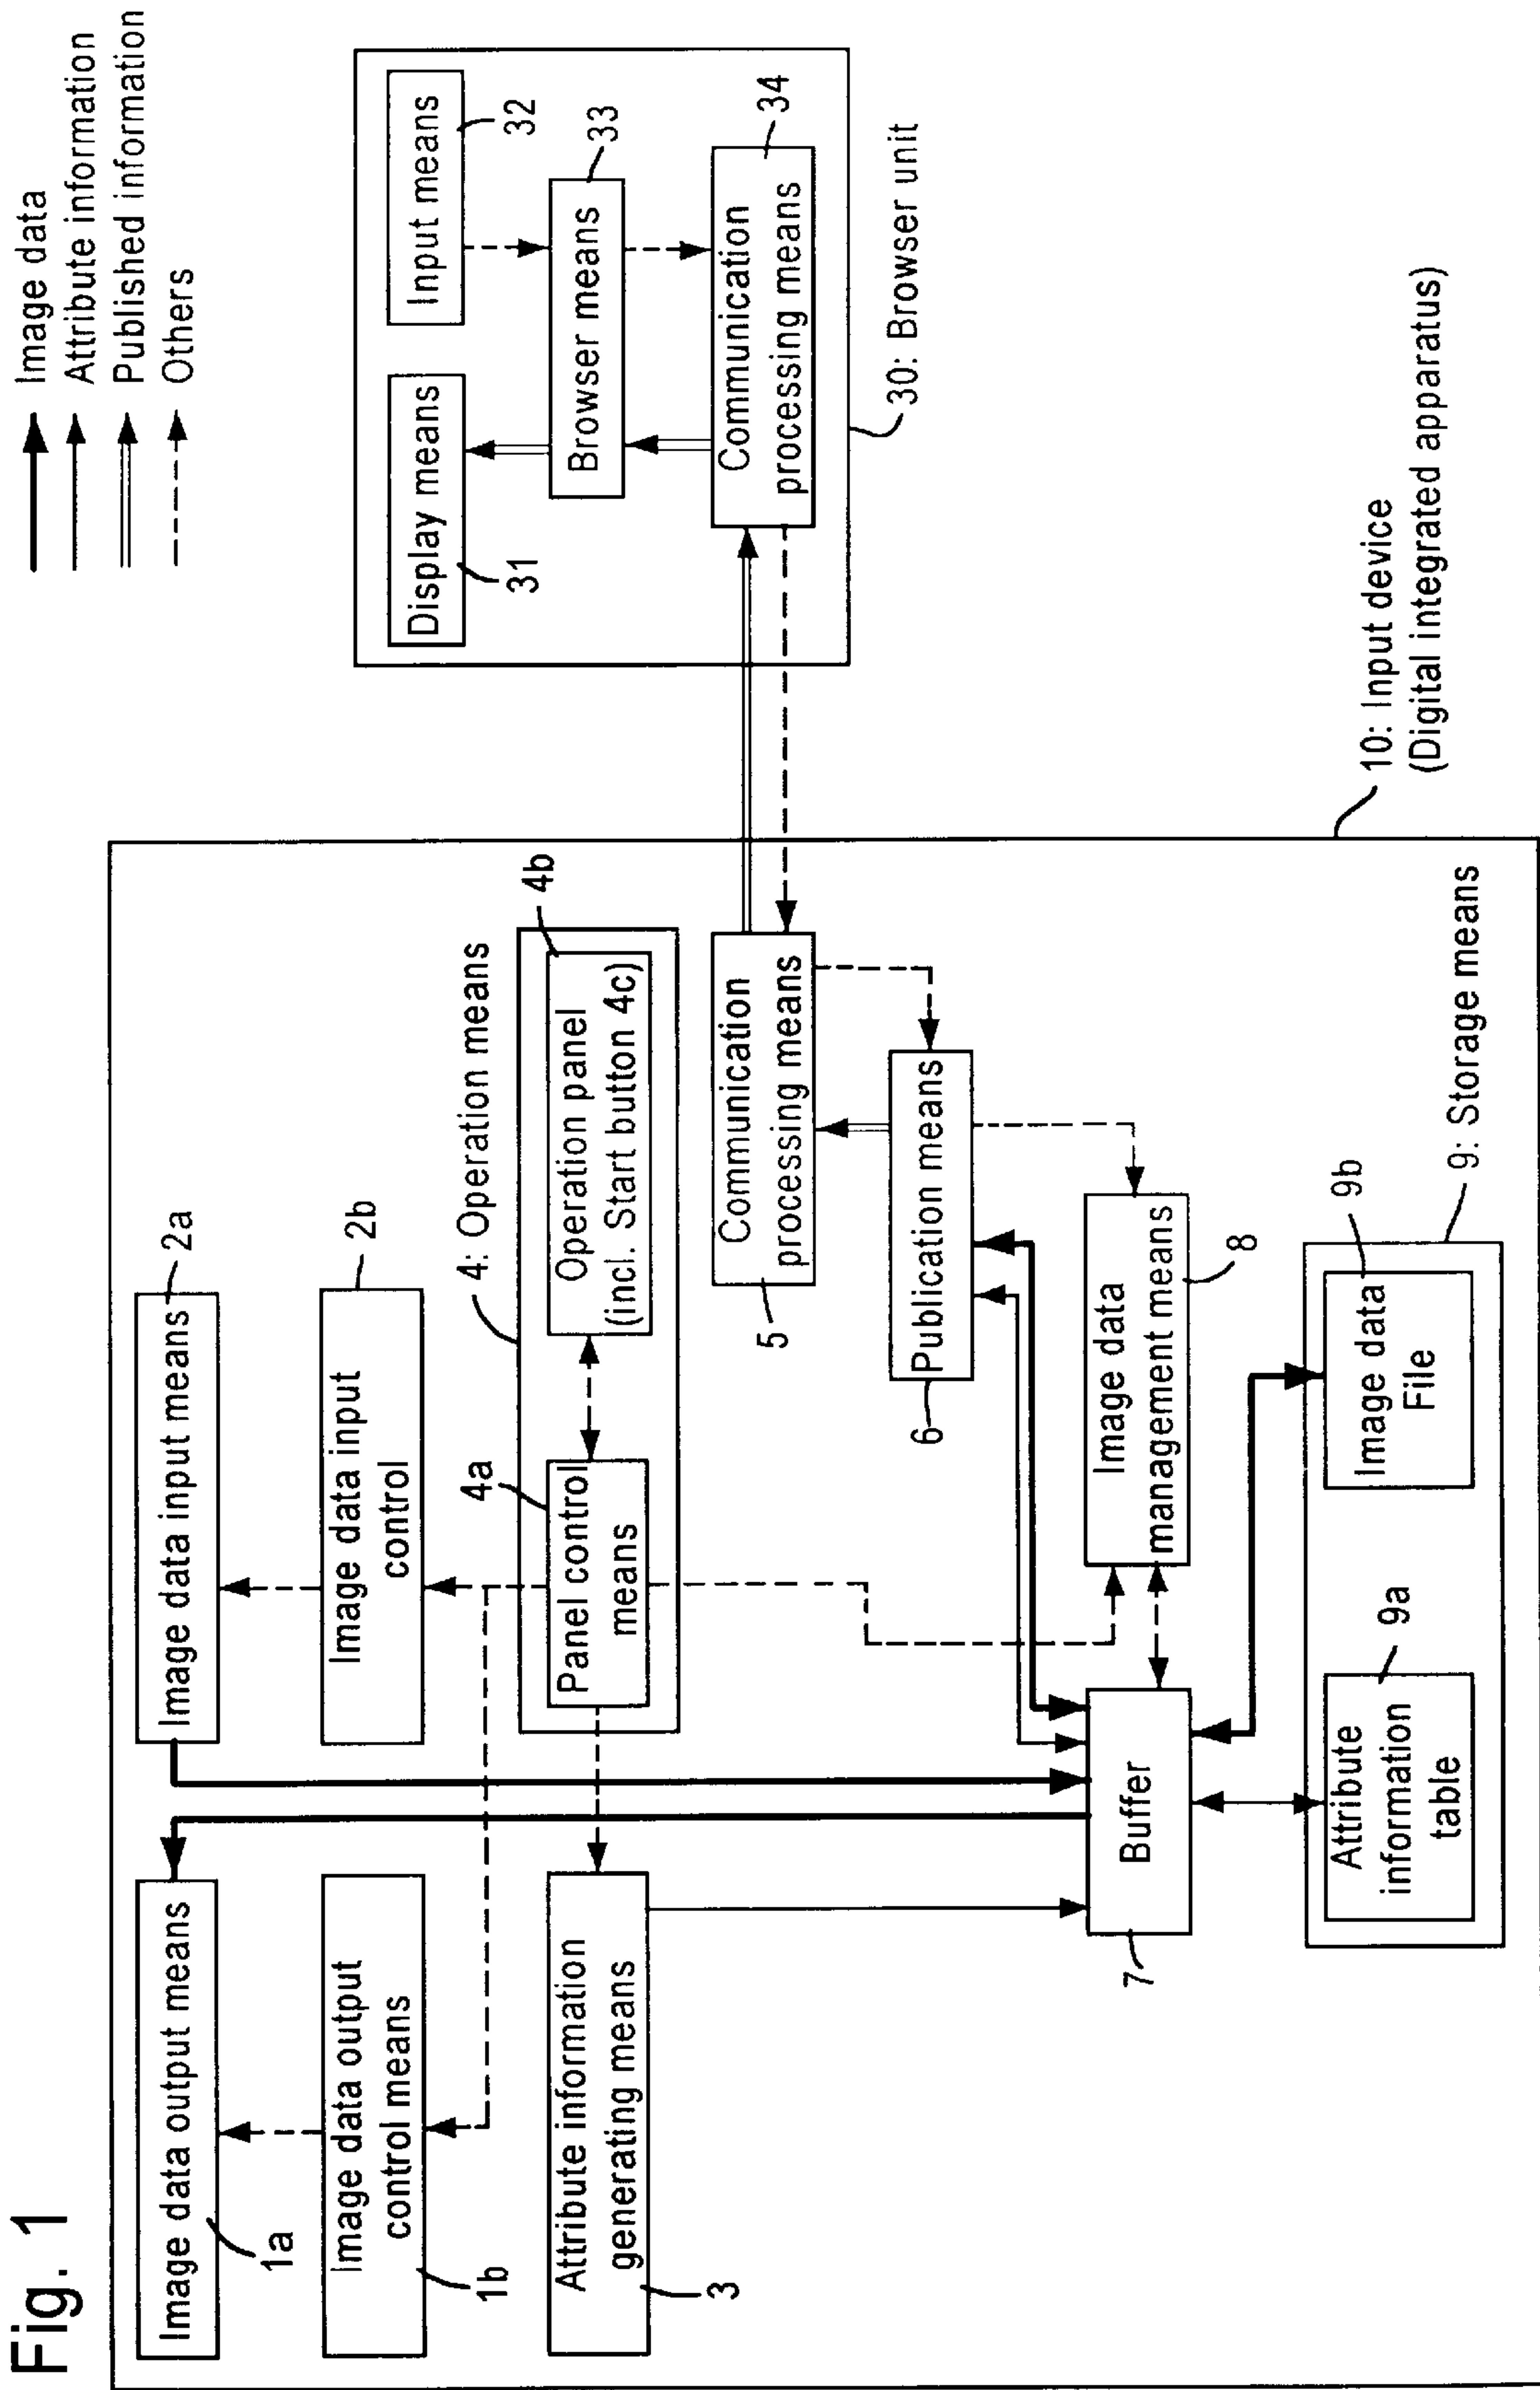 Fig. 1
Image data
Attribute information
Published information
Others
Image data output means
1a
Image data output
control means
1b
Attribute information
generating means
3
Image data input means
2a
Image data input
control
2b
4: Operation means
Panel control
means
4a
Operation panel
(incl. Start button 4c)
4b
Communication
processing means
5
Publication means
6
Image data
management means
8
Buffer
7
Attribute
information
table
9a
Image data
File
9b
9: Storage means
10: Input device
(Digital integrated apparatus)
Display means
31
Input means
32
Browser means
33
Communication
processing means
34
30: Browser unit